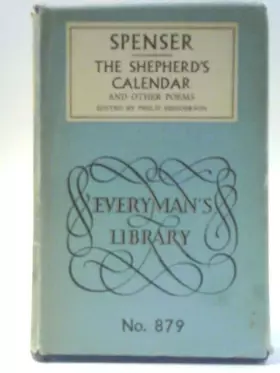 SPENSER
THE SHEPHERD'S
CALENDAR
AND OTHER POEMS
EDITED BY PHILIP HENDERSON
EVERYMAN'S
LIBRARY
No. 879